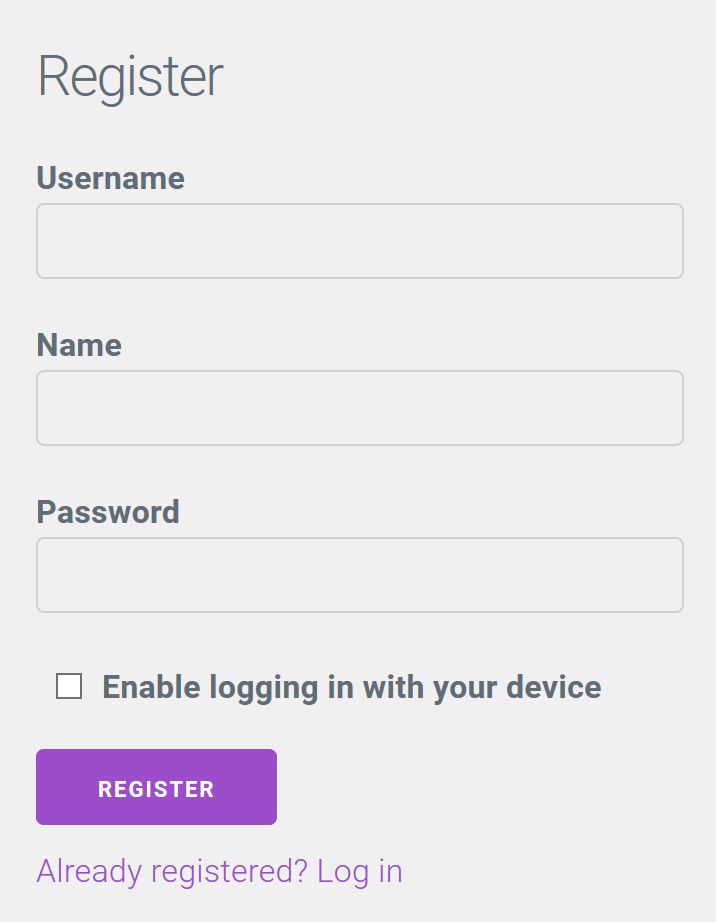 Register
Username
Name
Password
Enable logging in with your device
REGISTER
Already registered? Log in